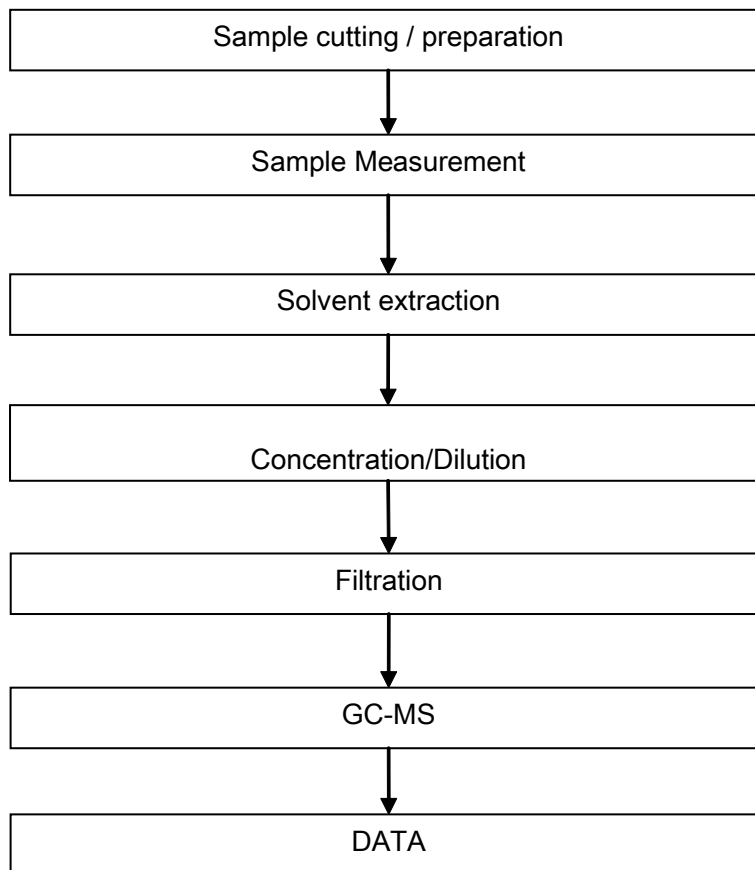 Sample cutting / preparation
Sample Measurement
Solvent extraction
Concentration/Dilution
Filtration
GC-MS
DATA